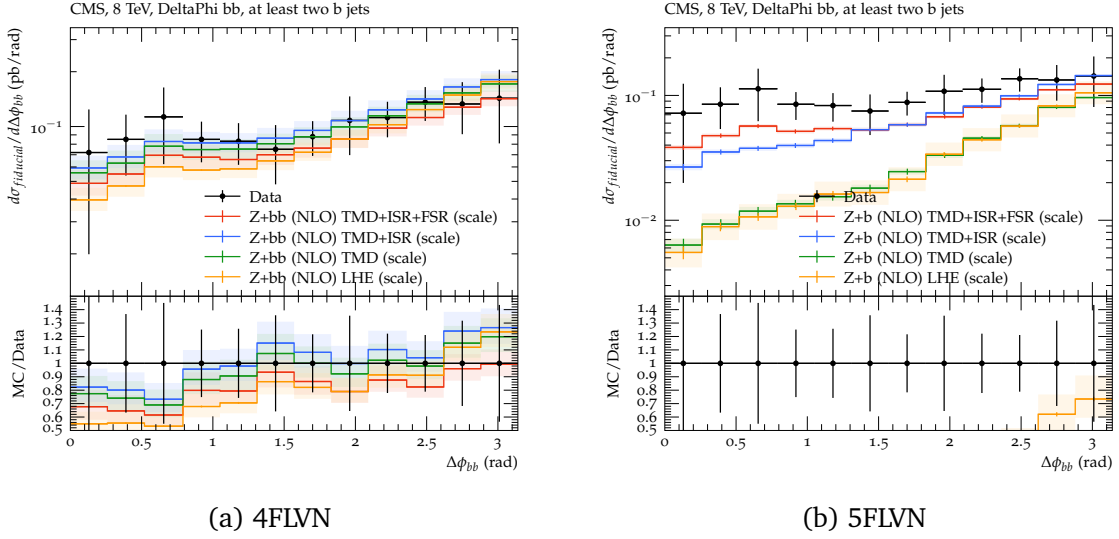 CMS, 8 TeV, DeltaPhi bb, at least two b jets
dσfiducial/dΔϕbb (pb/rad)
10⁻¹
Data
Z+bb (NLO) TMD+ISR+FSR (scale)
Z+bb (NLO) TMD+ISR (scale)
Z+bb (NLO) TMD (scale)
Z+bb (NLO) LHE (scale)
MC/Data
1.4
1.3
1.2
1.1
1
0.9
0.8
0.7
0.6
0.5
0 0.5 1 1.5 2 2.5 3
Δϕbb (rad)
(a) 4FLVN
CMS, 8 TeV, DeltaPhi bb, at least two b jets
dσfiducial/dΔϕbb (pb/rad)
10⁻¹
10⁻²
Data
Z+b (NLO) TMD+ISR+FSR (scale)
Z+b (NLO) TMD+ISR (scale)
Z+b (NLO) TMD (scale)
Z+b (NLO) LHE (scale)
MC/Data
1.4
1.3
1.2
1.1
1
0.9
0.8
0.7
0.6
0.5
0 0.5 1 1.5 2 2.5 3
Δϕbb (rad)
(b) 5FLVN